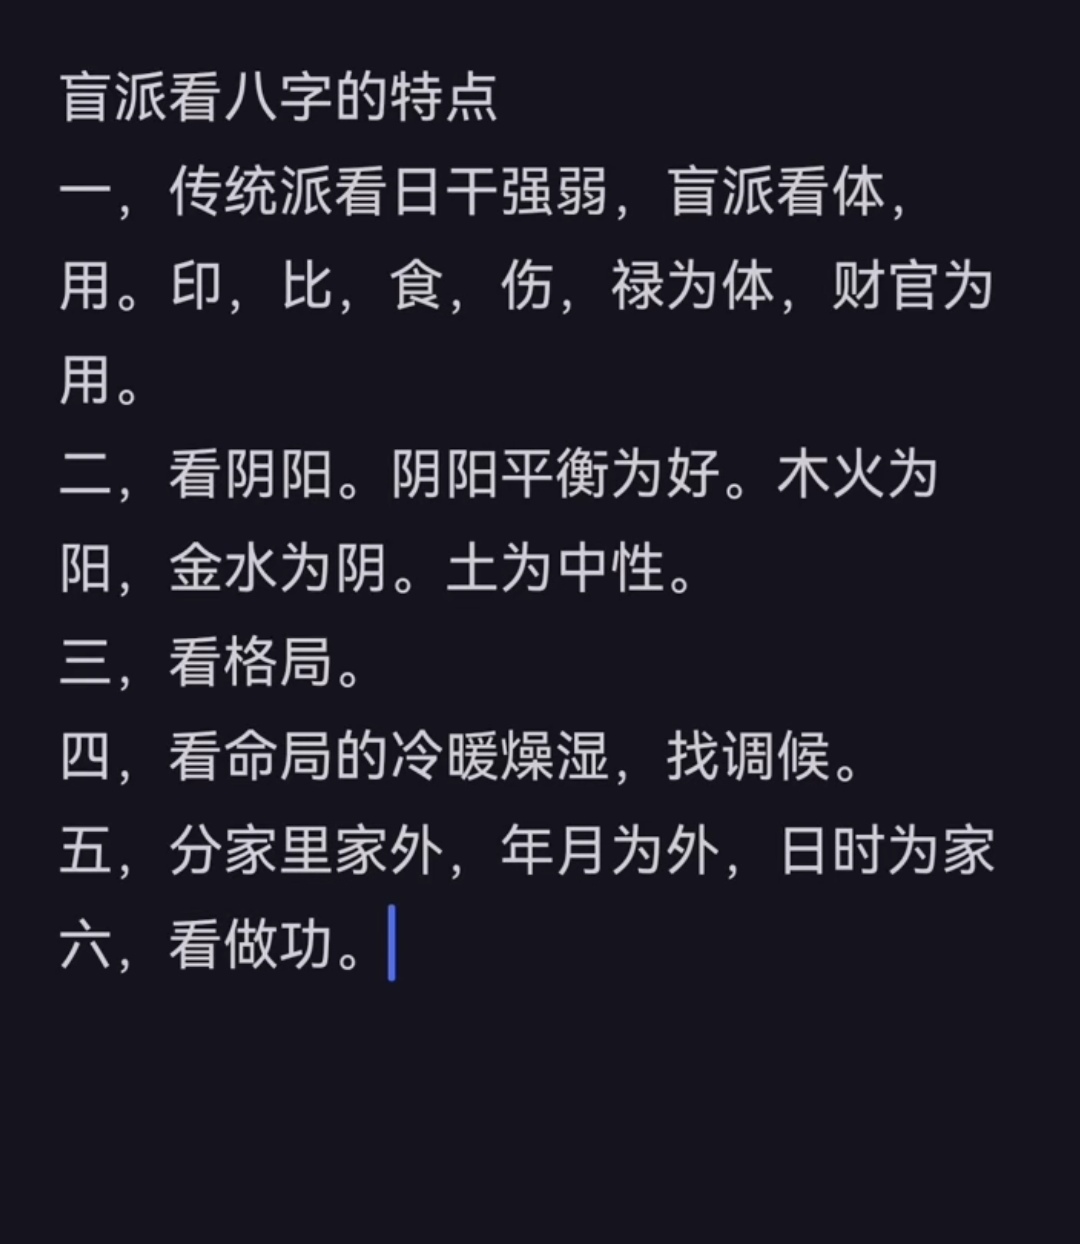 盲派看八字的特点
一，传统派看日干强弱，盲派看体，
用。印，比，食，伤，禄为体，财官为
用。
二，看阴阳。阴阳平衡为好。木火为
阳，金水为阴。土为中性。
三，看格局。
四，看命局的冷暖燥湿，找调候。
五，分家里家外，年月为外，日时为家
六，看做功。